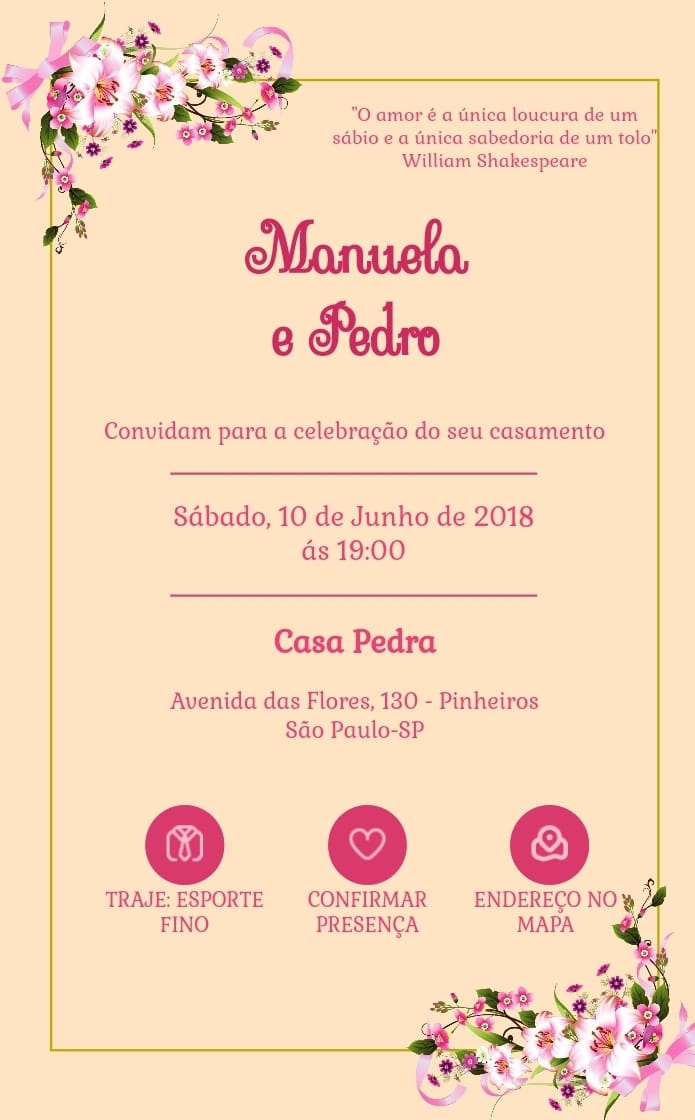 "O amor é a única loucura de um
sábio e a única sabedoria de um tolo"
William Shakespeare
Manuela
e Pedro
Convidam para a celebração do seu casamento
Sábado, 10 de Junho de 2018
ás 19:00
Casa Pedra
Avenida das Flores, 130 - Pinheiros
São Paulo-SP
TRAJE: ESPORTE
FINO
CONFIRMAR
PRESENÇA
ENDEREÇO NO
MAPA